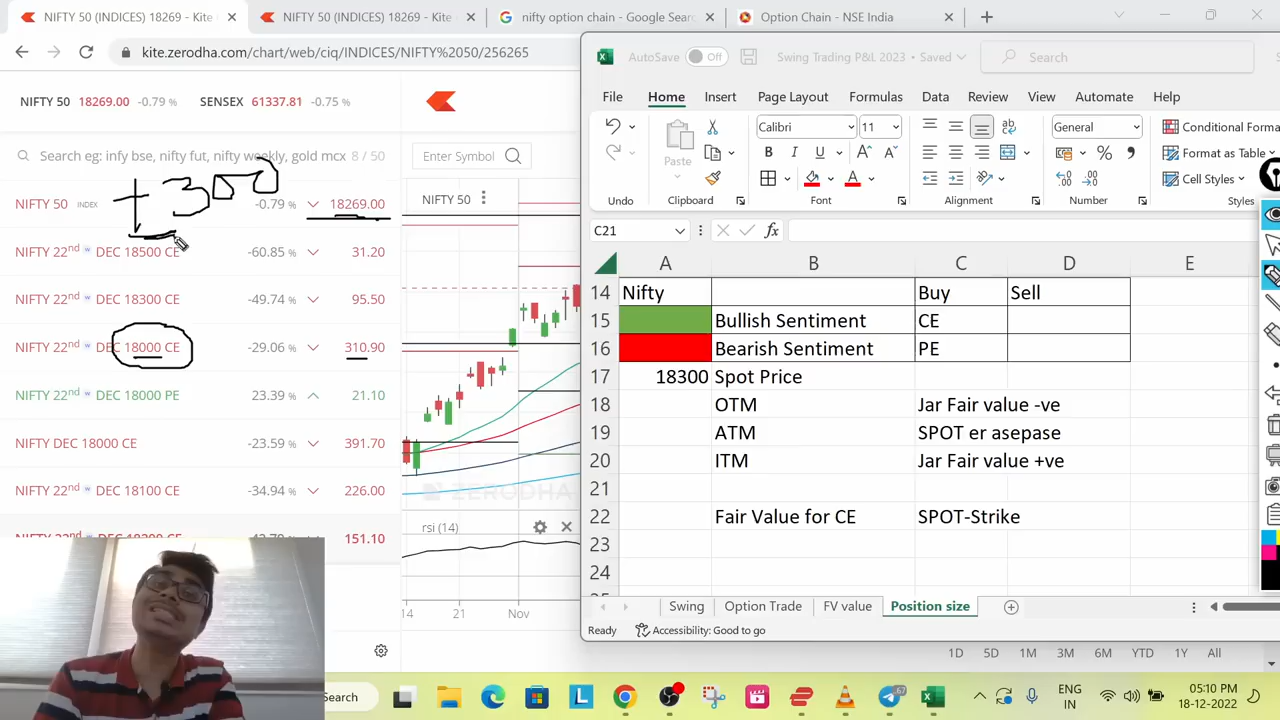 NIFTY 50 (INDICES) 18269 - Kite
NIFTY 50 (INDICES) 18269 - Kite
nifty option chain - Google Sear
Option Chain - NSE India
kite.zerodha.com/chart/web/ciq/INDICES/NIFTY%2050/256265
NIFTY 50 18269.00 -0.79 % SENSEX 61337.81 -0.75 %
Search eg: infy bse, nifty fut, nifty weekly, gold mcx 8 / 50
+300
NIFTY 50 INDEX -0.79 % 18269.00
NIFTY 22nd w DEC 18500 CE -60.85 % 31.20
NIFTY 22nd w DEC 18300 CE -49.74 % 95.50
NIFTY 22nd w DEC 18000 CE -29.06 % 310.90
NIFTY 22nd w DEC 18000 PE 23.39 % 21.10
NIFTY DEC 18000 CE -23.59 % 391.70
NIFTY 22nd w DEC 18100 CE -34.94 % 226.00
151.10
Enter Symbol
NIFTY 50
ZERODHA
rsi (14)
14 21 Nov
AutoSave Off Swing Trading P&L 2023 • Saved Search
File Home Insert Page Layout Formulas Data Review View Automate Help
Paste
Calibri 11
B I U
General
Conditional Forma
Format as Table
Cell Styles
Undo Clipboard Font Alignment Number Styles
C21 fx
A B C D E
14 Nifty Buy Sell
15 Bullish Sentiment CE
16 Bearish Sentiment PE
17 18300 Spot Price
18 OTM Jar Fair value -ve
19 ATM SPOT er asepase
20 ITM Jar Fair value +ve
21
22 Fair Value for CE SPOT-Strike
23
24
Swing Option Trade FV value Position size
Ready Accessibility: Good to go
1D 5D 1M 3M 6M YTD 1Y All
Search
67
ENG
IN
05:10 PM
18-12-2022